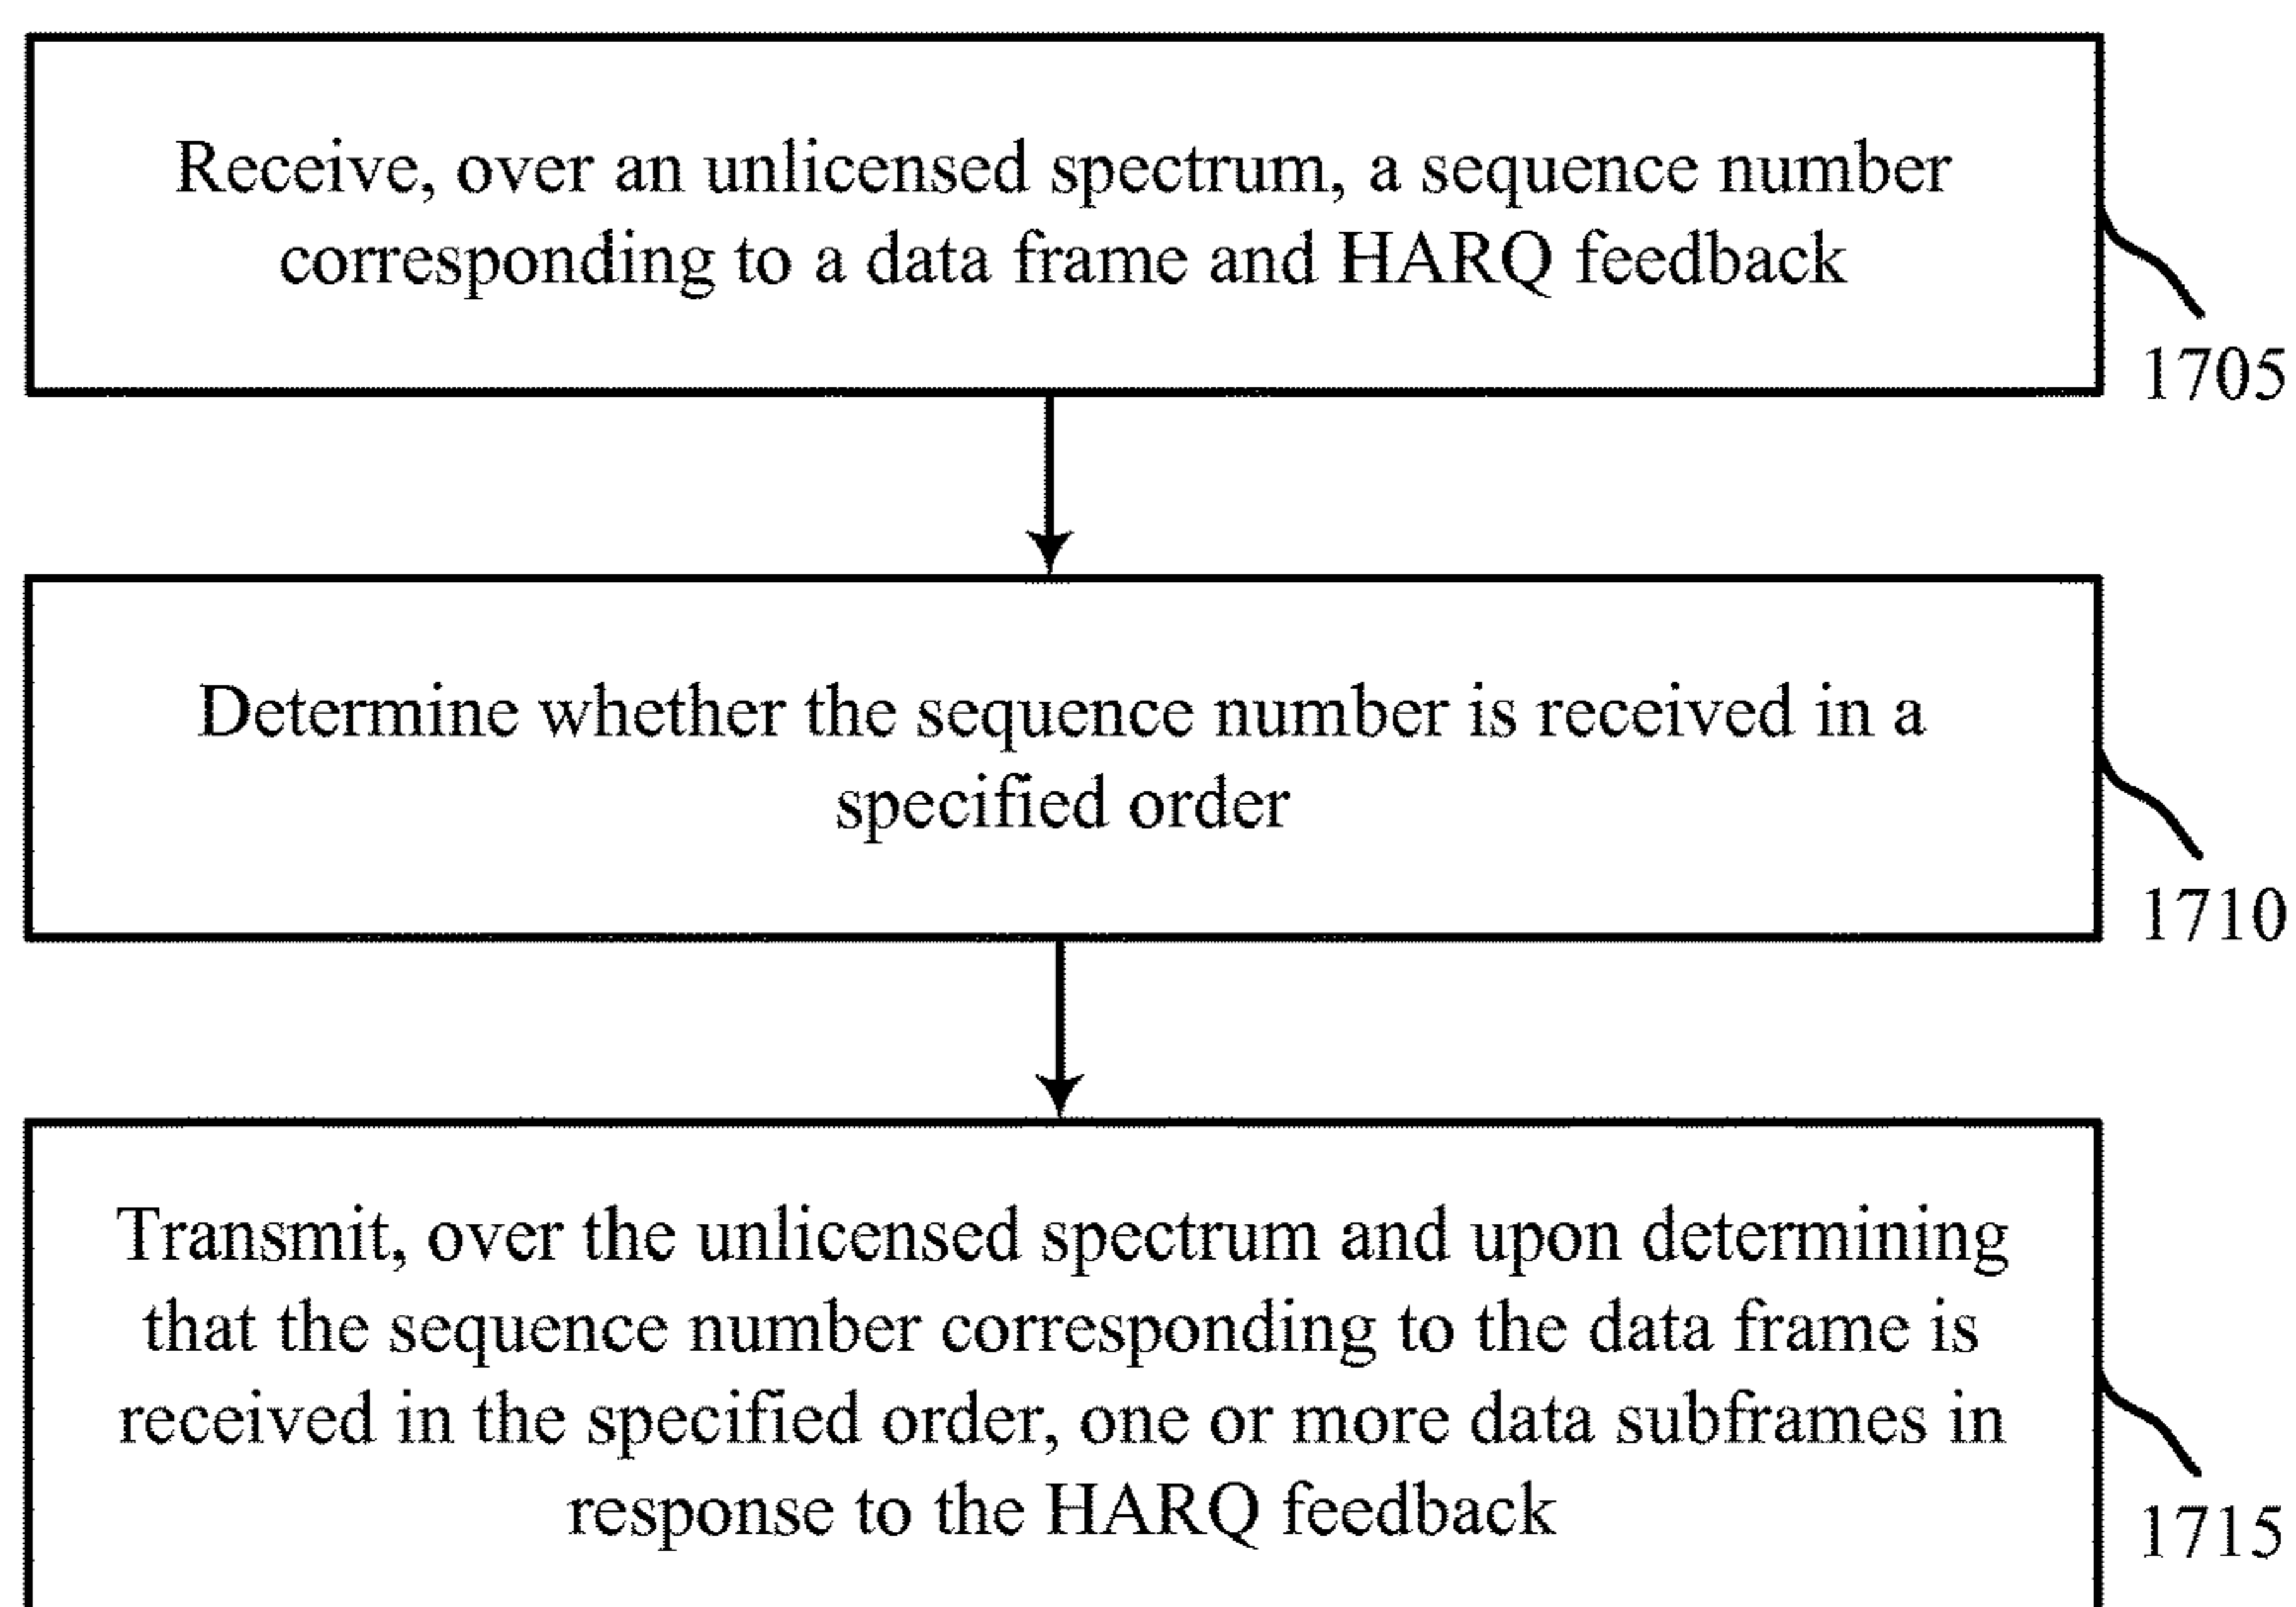 Receive, over an unlicensed spectrum, a sequence number
corresponding to a data frame and HARQ feedback
1705
Determine whether the sequence number is received in a
specified order
1710
Transmit, over the unlicensed spectrum and upon determining
that the sequence number corresponding to the data frame is
received in the specified order, one or more data subframes in
response to the HARQ feedback
1715